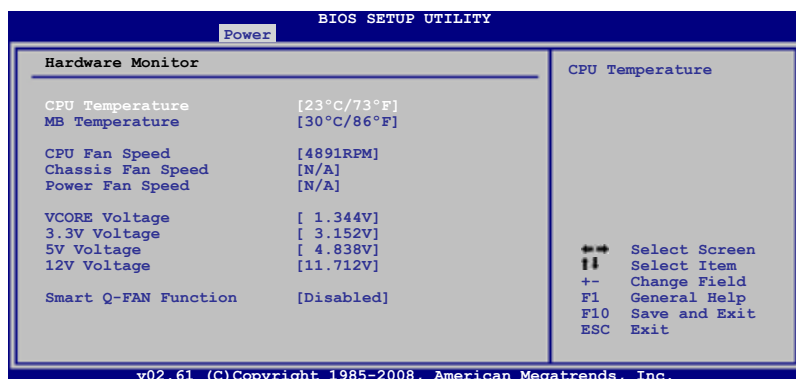 BIOS SETUP UTILITY
Power
Hardware Monitor
CPU Temperature [23°C/73°F]
MB Temperature [30°C/86°F]
CPU Fan Speed [4891RPM]
Chassis Fan Speed [N/A]
Power Fan Speed [N/A]
VCORE Voltage [ 1.344V]
3.3V Voltage [ 3.152V]
5V Voltage [ 4.838V]
12V Voltage [11.712V]
Smart Q-FAN Function [Disabled]
CPU Temperature
Select Screen
Select Item
+- Change Field
F1 General Help
F10 Save and Exit
ESC Exit
v02.61 (C)Copyright 1985-2008, American Megatrends, Inc.